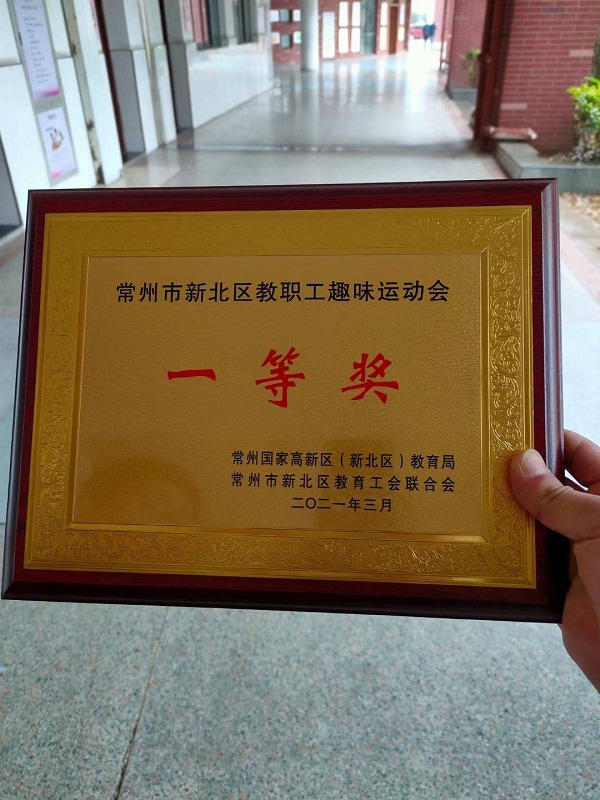 常州市新北区教职工趣味运动会
一等奖
常州国家高新区（新北区）教育局
常州市新北区教育工会联合会
二〇二一年三月